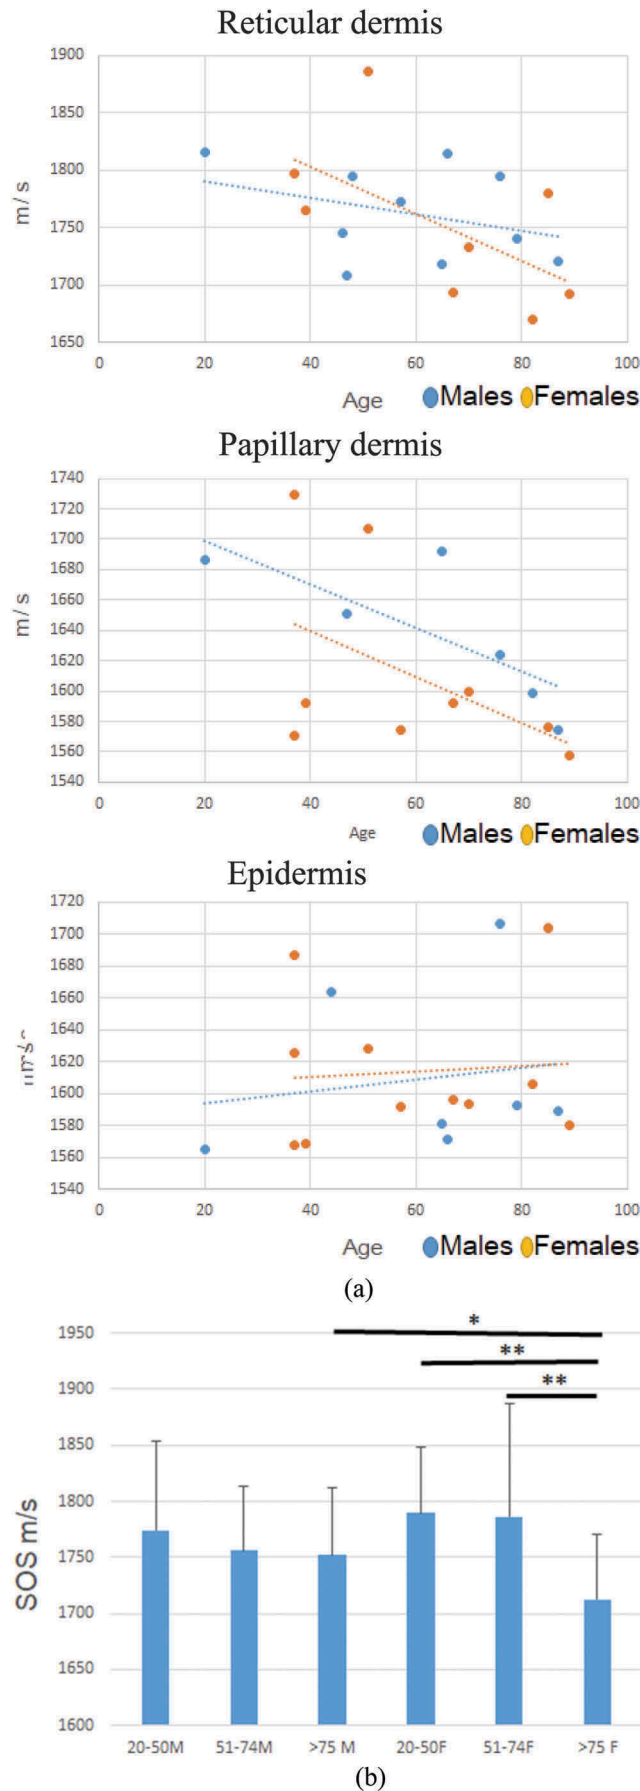 Reticular dermis
1900
1850
1800
1750
1700
1650
m/s
0 20 40 60 80 100
Age Males Females
Papillary dermis
1740
1720
1700
1680
1660
1640
1620
1600
1580
1560
1540
m/s
0 20 40 60 80 100
Age Males Females
Epidermis
1720
1700
1680
1660
1640
1620
1600
1580
1560
1540
0 20 40 60 80 100
Age Males Females
(a)
1950
1900
1850
1800
1750
1700
1650
1600
SOS m/s
*
**
**
20-50M 51-74M >75 M 20-50F 51-74F >75 F
(b)